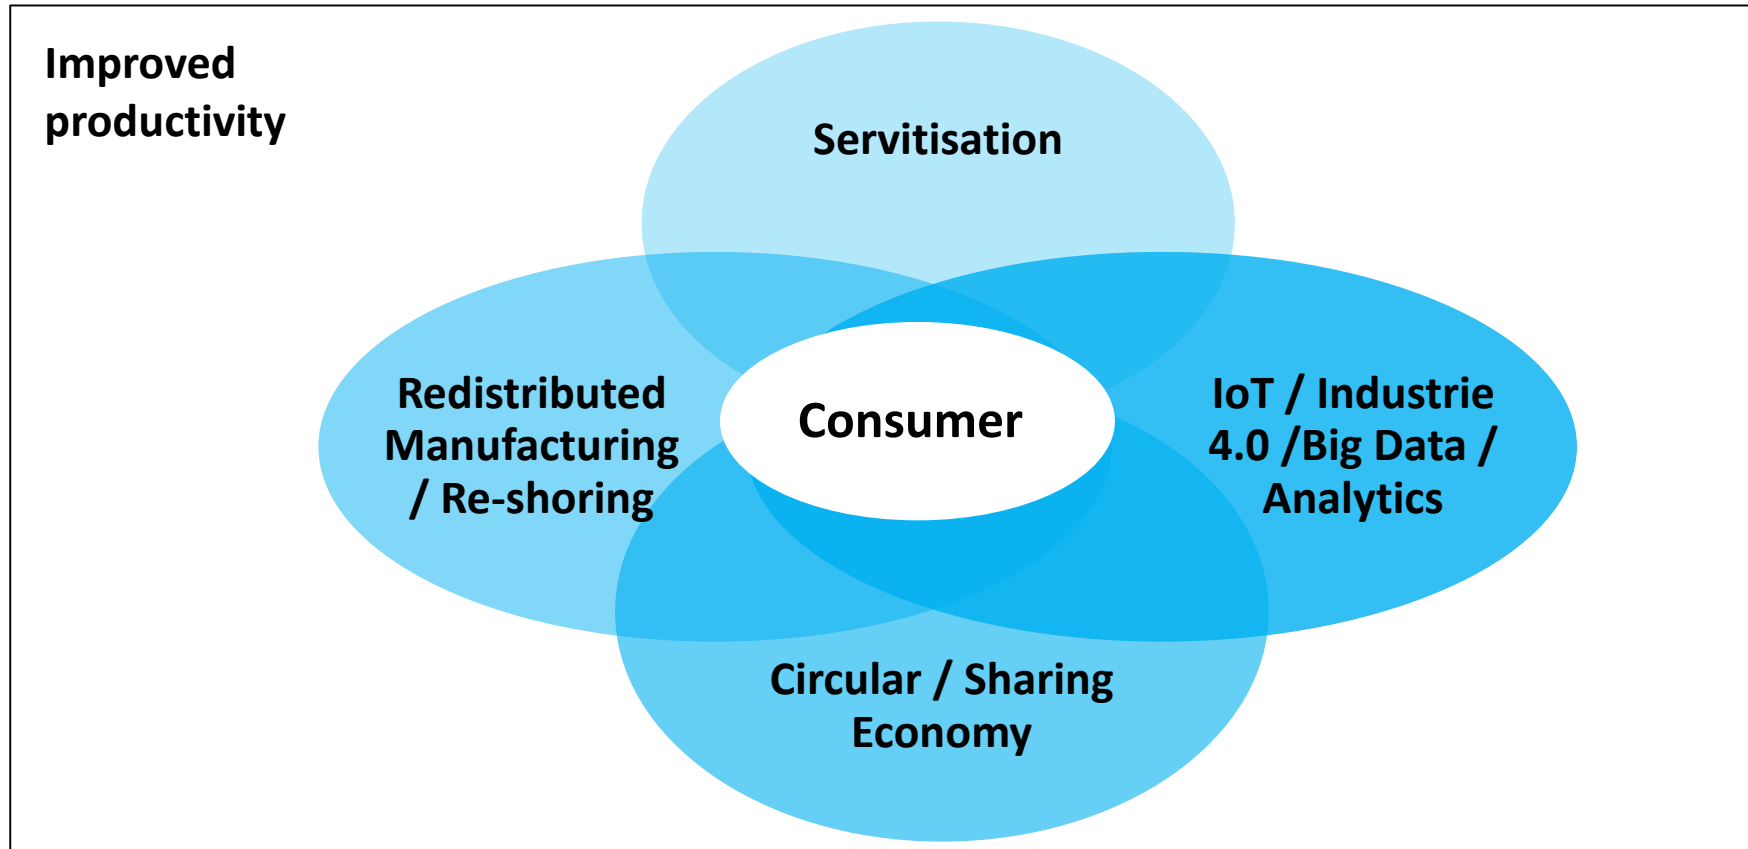 Improved
productivity
Servitisation
Redistributed
Manufacturing
/ Re-shoring
Consumer
IoT / Industrie
4.0 /Big Data /
Analytics
Circular / Sharing
Economy